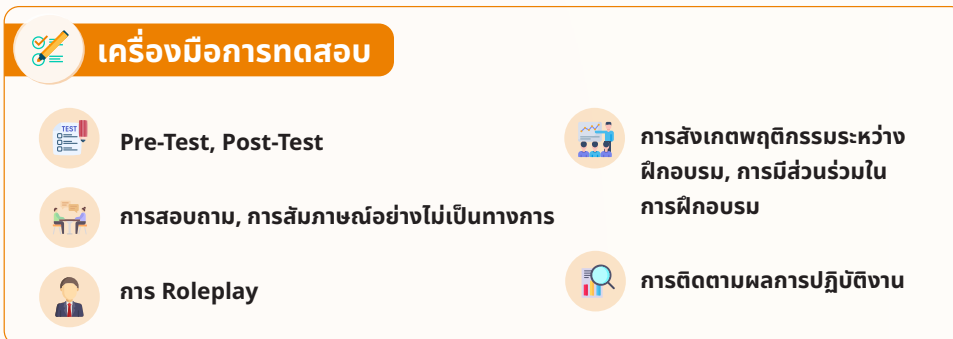 เครื่องมือการทดสอบ
TEST
Pre-Test, Post-Test
การสอบถาม, การสัมภาษณ์อย่างไม่เป็นทางการ
การ Roleplay
การสังเกตพฤติกรรมระหว่าง
ฝึกอบรม, การมีส่วนร่วมใน
การฝึกอบรม
การติดตามผลการปฏิบัติงาน